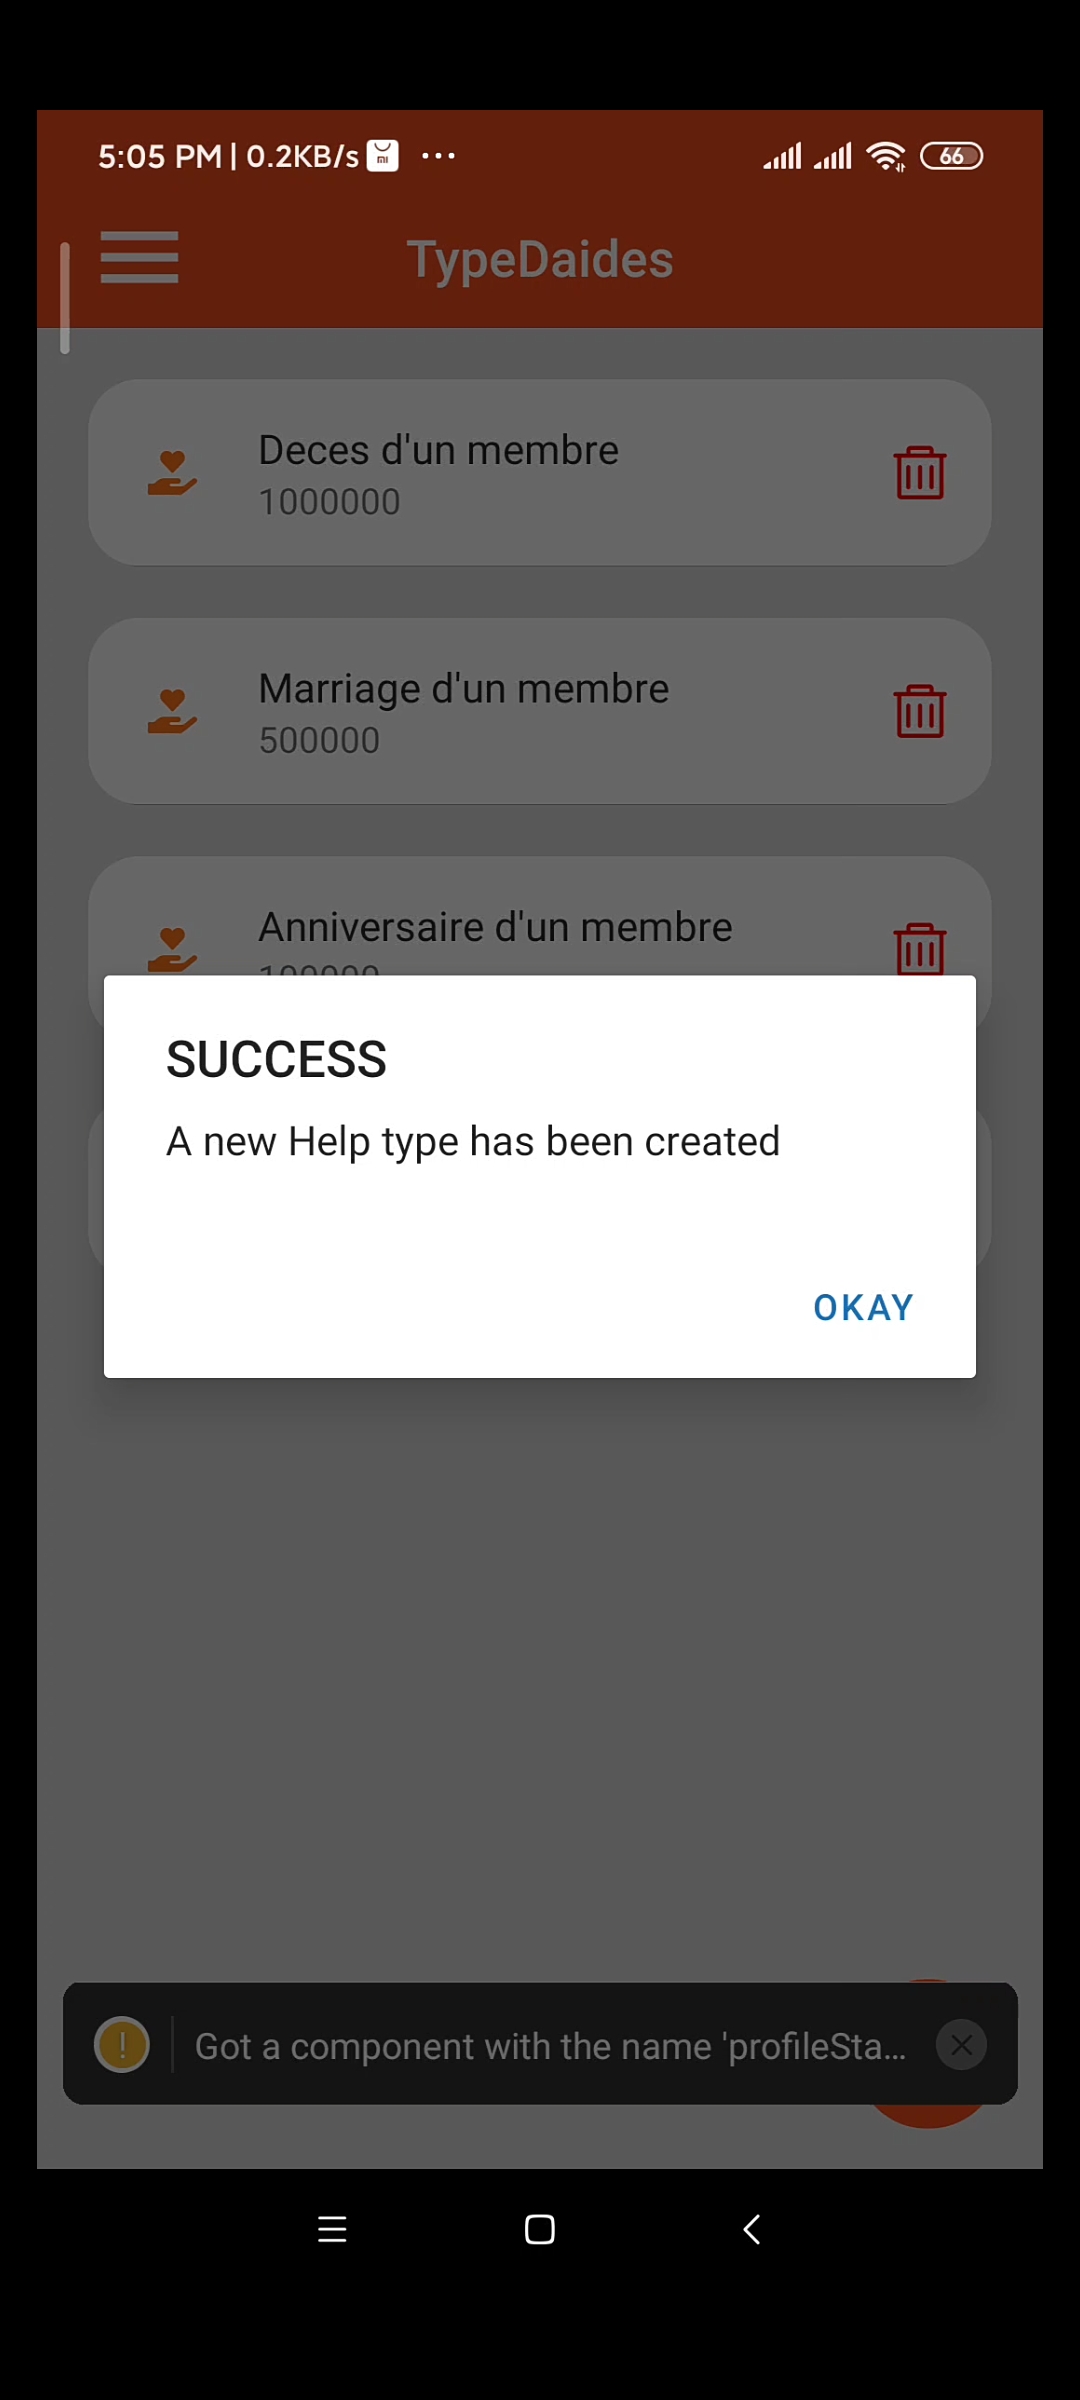 5:05 PM | 0.2KB/s
66
TypeDaides
Deces d'un membre
1000000
Marriage d'un membre
500000
Anniversaire d'un membre
100000
SUCCESS
A new Help type has been created
OKAY
Got a component with the name 'profileSta...